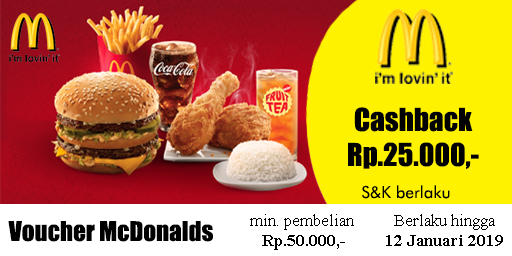 i'm lovin' it
i'm lovin' it
Coca-Cola
FRUIT
TEA
Cashback
Rp.25.000,-
S&K berlaku
Voucher McDonalds
min. pembelian
Rp.50.000,-
Berlaku hingga
12 Januari 2019